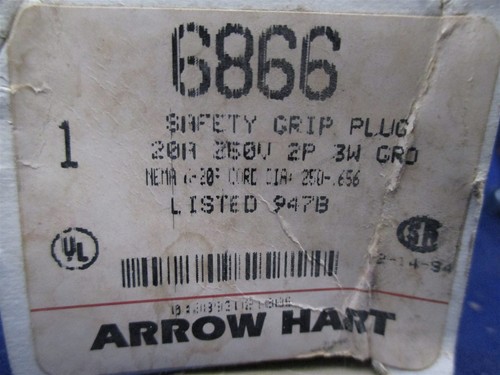 6866
1
SAFETY GRIP PLUG
20A 250V 2P 3W GRD
NEMA 6-20P CORD DIA. .250-.656
LISTED 947B
UL
SA
2-14-94
ARROW HART